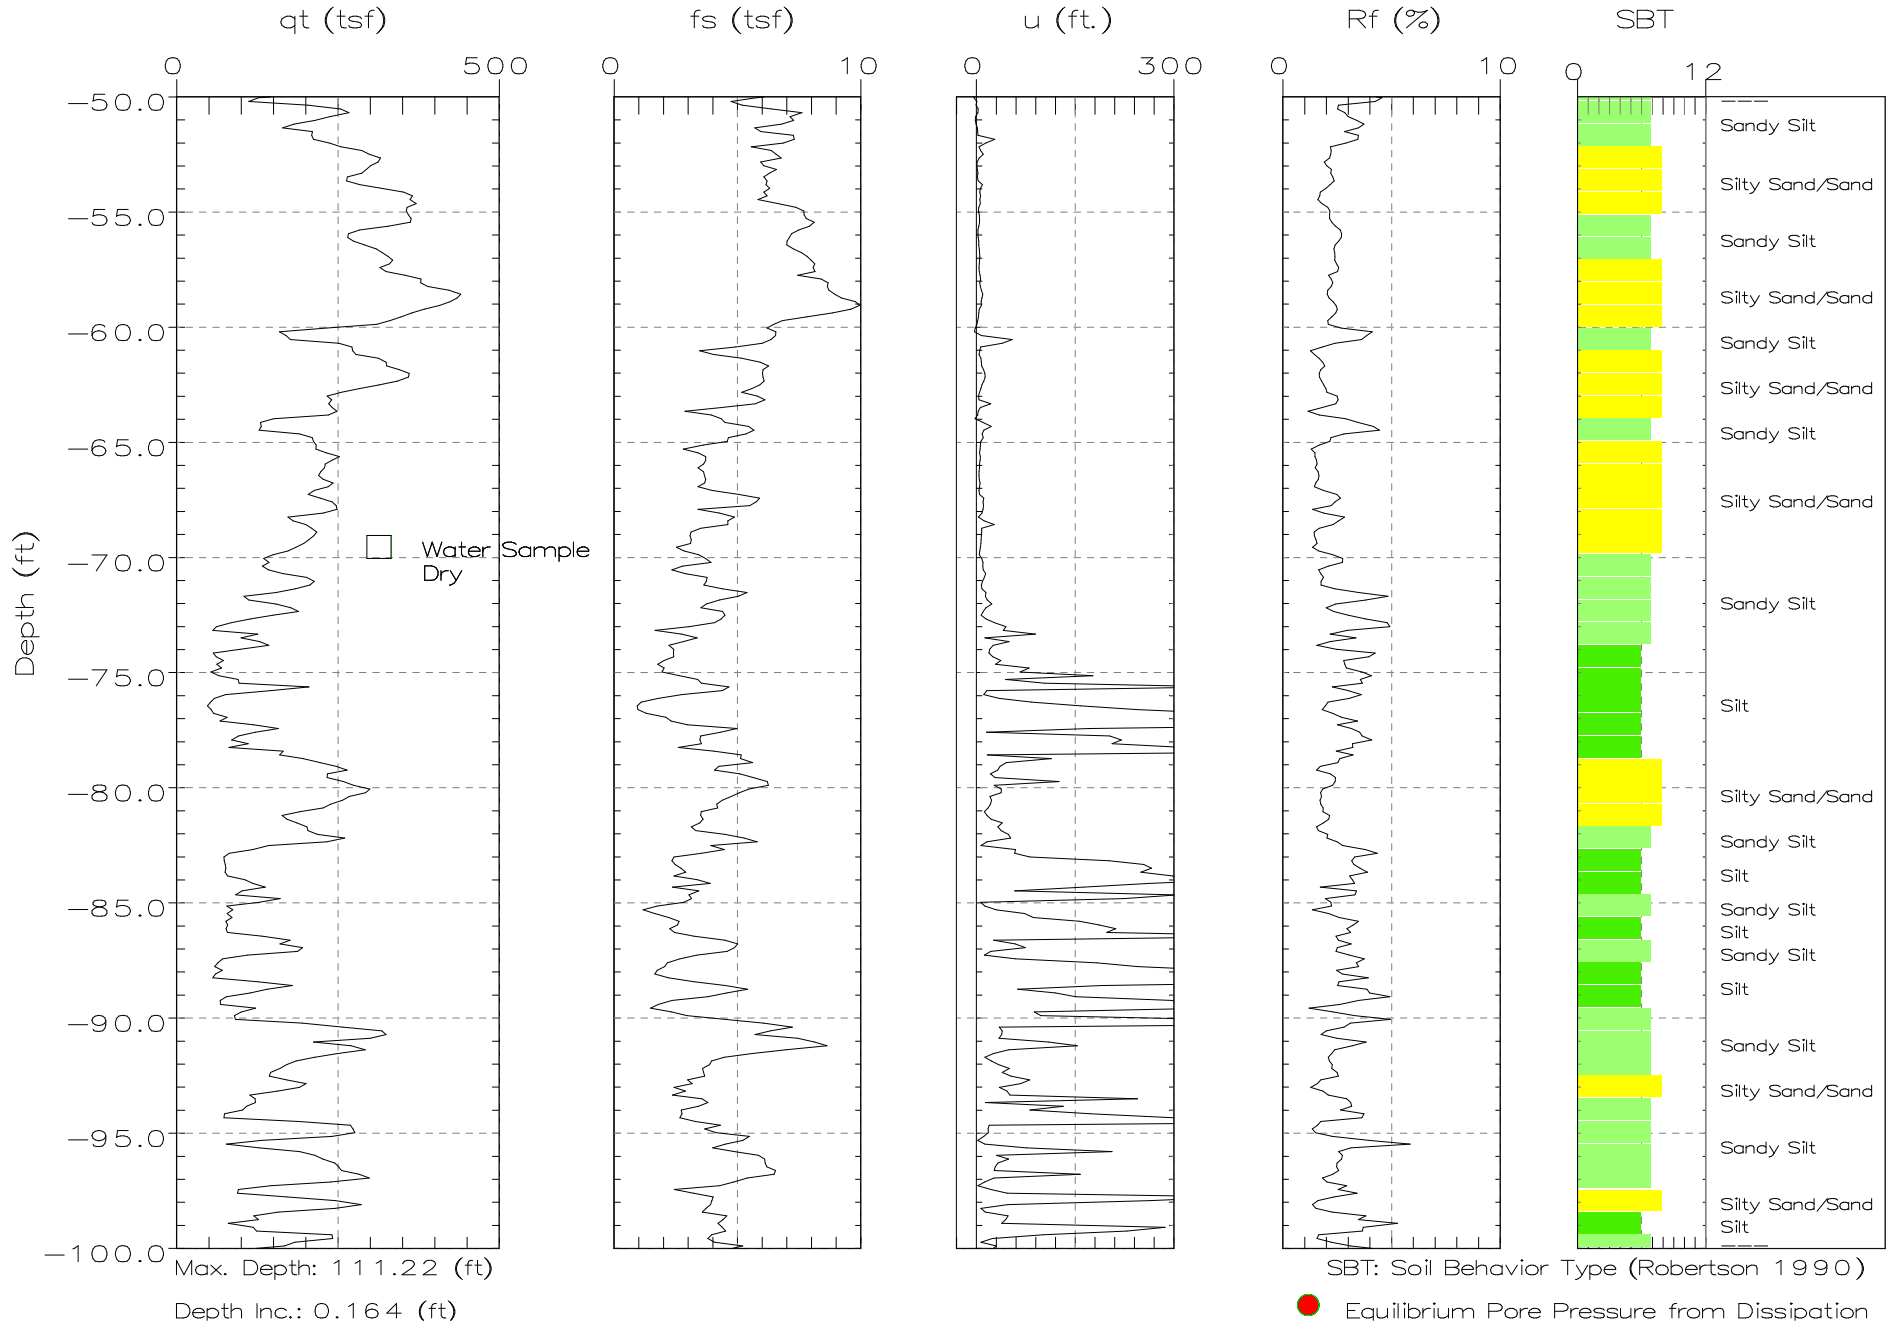 qt (tsf) fs (tsf) u (ft.) Rf (%) SBT
0 500 0 10 0 300 0 10 0 12
-50.0
Sandy Silt
Silty Sand/Sand
-55.0
Sandy Silt
Silty Sand/Sand
-60.0
Sandy Silt
Silty Sand/Sand
Sandy Silt
-65.0
Silty Sand/Sand
Water Sample
-70.0
Dry
Sandy Silt
Depth (ft)
-75.0
Silt
-80.0
Silty Sand/Sand
Sandy Silt
Silt
-85.0
Sandy Silt
Silt
Sandy Silt
Silt
-90.0
Sandy Silt
Silty Sand/Sand
-95.0
Sandy Silt
Silty Sand/Sand
Silt
-100.0
Max. Depth: 111.22 (ft) SBT: Soil Behavior Type (Robertson 1990)
Depth Inc.: 0.164 (ft) Equilibrium Pore Pressure from Dissipation